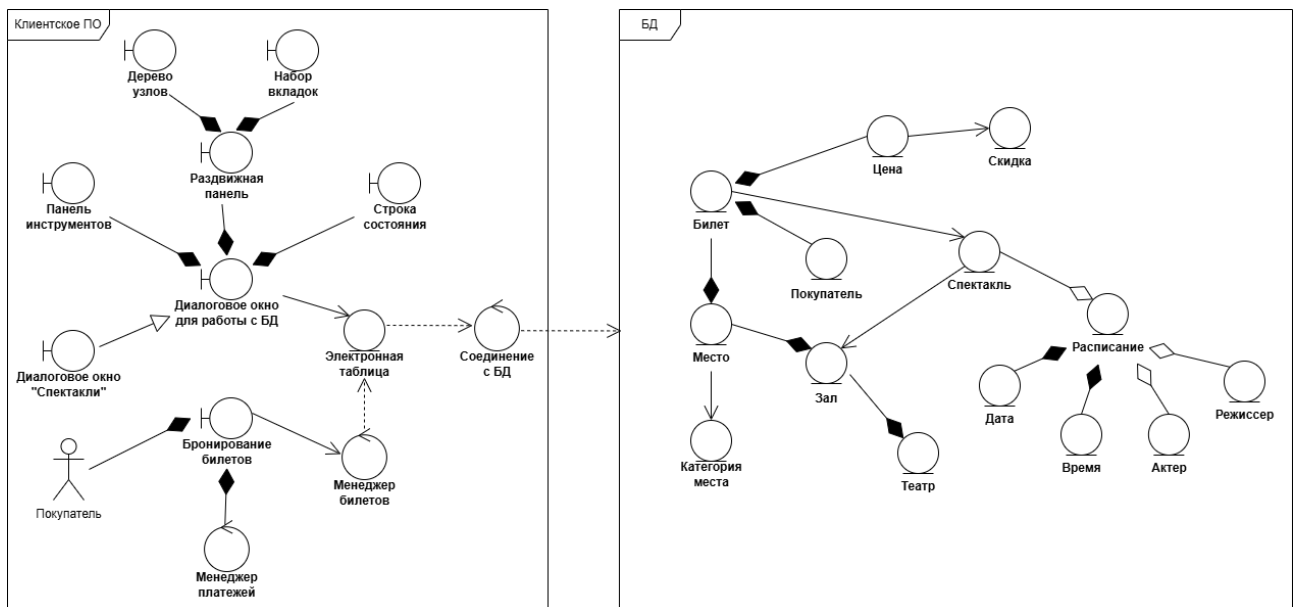 Клиентское ПО
Дерево
узлов
Набор
вкладок
Раздвижная
панель
Панель
инструментов
Строка
состояния
Диалоговое окно
для работы с БД
Диалоговое окно
"Спектакли"
Электронная
таблица
Соединение
с БД
Бронирование
билетов
Покупатель
Менеджер
билетов
Менеджер
платежей
БД
Цена
Скидка
Билет
Покупатель
Спектакль
Место
Зал
Расписание
Дата
Режиссер
Время
Актер
Категория
места
Театр